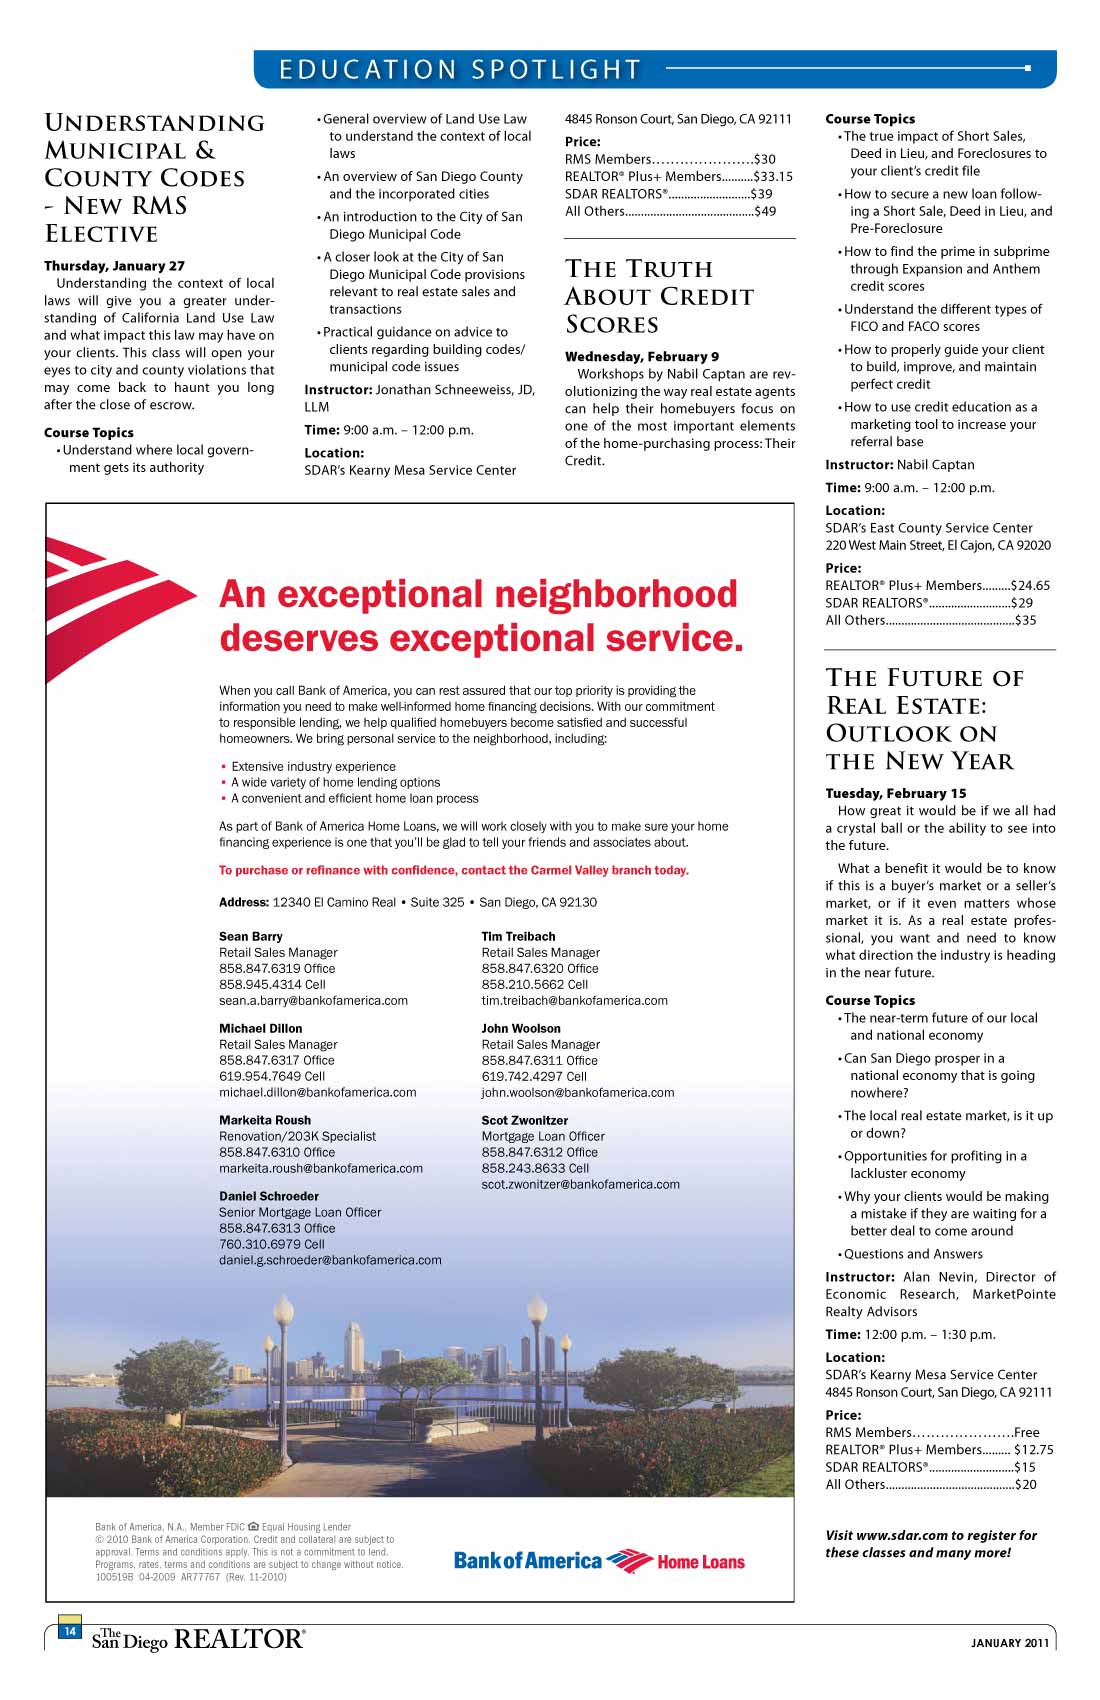 EDUCATION SPOTLIGHT
UNDERSTANDING
MUNICIPAL &
COUNTY CODES
- NEW RMS
ELECTIVE
Thursday, January 27
Understanding the context of local
laws will give you a greater under-
standing of California Land Use Law
and what impact this law may have on
your clients. This class will open your
eyes to city and county violations that
may come back to haunt you long
after the close of escrow.
Course Topics
• Understand where local govern-
ment gets its authority
• General overview of Land Use Law
to understand the context of local
laws
• An overview of San Diego County
and the incorporated cities
• An introduction to the City of San
Diego Municipal Code
• A closer look at the City of San
Diego Municipal Code provisions
relevant to real estate sales and
transactions
• Practical guidance on advice to
clients regarding building codes/
municipal code issues
Instructor: Jonathan Schneeweiss, JD,
LLM
Time: 9:00 a.m. – 12:00 p.m.
Location:
SDAR's Kearny Mesa Service Center
4845 Ronson Court, San Diego, CA 92111
Price:
RMS Members………………….$30
REALTOR® Plus+ Members..........$33.15
SDAR REALTORS®..........................$39
All Others.........................................$49
THE TRUTH
ABOUT CREDIT
SCORES
Wednesday, February 9
Workshops by Nabil Captan are rev-
olutionizing the way real estate agents
can help their homebuyers focus on
one of the most important elements
of the home-purchasing process: Their
Credit.
Course Topics
• The true impact of Short Sales,
Deed in Lieu, and Foreclosures to
your client's credit file
• How to secure a new loan follow-
ing a Short Sale, Deed in Lieu, and
Pre-Foreclosure
• How to find the prime in subprime
through Expansion and Anthem
credit scores
• Understand the different types of
FICO and FACO scores
• How to properly guide your client
to build, improve, and maintain
perfect credit
• How to use credit education as a
marketing tool to increase your
referral base
Instructor: Nabil Captan
Time: 9:00 a.m. – 12:00 p.m.
Location:
SDAR's East County Service Center
220 West Main Street, El Cajon, CA 92020
Price:
REALTOR® Plus+ Members.........$24.65
SDAR REALTORS®..........................$29
All Others.........................................$35
THE FUTURE OF
REAL ESTATE:
OUTLOOK ON
THE NEW YEAR
Tuesday, February 15
How great it would be if we all had
a crystal ball or the ability to see into
the future.
What a benefit it would be to know
if this is a buyer's market or a seller's
market, or if it even matters whose
market it is. As a real estate profes-
sional, you want and need to know
what direction the industry is heading
in the near future.
Course Topics
• The near-term future of our local
and national economy
• Can San Diego prosper in a
national economy that is going
nowhere?
• The local real estate market, is it up
or down?
• Opportunities for profiting in a
lackluster economy
• Why your clients would be making
a mistake if they are waiting for a
better deal to come around
• Questions and Answers
Instructor: Alan Nevin, Director of
Economic Research, MarketPointe
Realty Advisors
Time: 12:00 p.m. – 1:30 p.m.
Location:
SDAR's Kearny Mesa Service Center
4845 Ronson Court, San Diego, CA 92111
Price:
RMS Members………………….Free
REALTOR® Plus+ Members......... $12.75
SDAR REALTORS®...........................$15
All Others.........................................$20
Visit www.sdar.com to register for
these classes and many more!
An exceptional neighborhood
deserves exceptional service.
When you call Bank of America, you can rest assured that our top priority is providing the
information you need to make well-informed home financing decisions. With our commitment
to responsible lending, we help qualified homebuyers become satisfied and successful
homeowners. We bring personal service to the neighborhood, including:
• Extensive industry experience
• A wide variety of home lending options
• A convenient and efficient home loan process
As part of Bank of America Home Loans, we will work closely with you to make sure your home
financing experience is one that you'll be glad to tell your friends and associates about.
To purchase or refinance with confidence, contact the Carmel Valley branch today.
Address: 12340 El Camino Real • Suite 325 • San Diego, CA 92130
Sean Barry
Retail Sales Manager
858.847.6319 Office
858.945.4314 Cell
sean.a.barry@bankofamerica.com
Tim Treibach
Retail Sales Manager
858.847.6320 Office
858.210.5662 Cell
tim.treibach@bankofamerica.com
Michael Dillon
Retail Sales Manager
858.847.6317 Office
619.954.7649 Cell
michael.dillon@bankofamerica.com
John Woolson
Retail Sales Manager
858.847.6311 Office
619.742.4297 Cell
john.woolson@bankofamerica.com
Markeita Roush
Renovation/203K Specialist
858.847.6310 Office
markeita.roush@bankofamerica.com
Scot Zwonitzer
Mortgage Loan Officer
858.847.6312 Office
858.243.8633 Cell
scot.zwonitzer@bankofamerica.com
Daniel Schroeder
Senior Mortgage Loan Officer
858.847.6313 Office
760.310.6979 Cell
daniel.g.schroeder@bankofamerica.com
Bank of America, N.A., Member FDIC Equal Housing Lender
© 2010 Bank of America Corporation. Credit and collateral are subject to
approval. Terms and conditions apply. This is not a commitment to lend.
Programs, rates, terms and conditions are subject to change without notice.
100519B 04-2009 AR77767 (Rev. 11-2010)
Bank of America Home Loans
14
The San Diego REALTOR®
JANUARY 2011